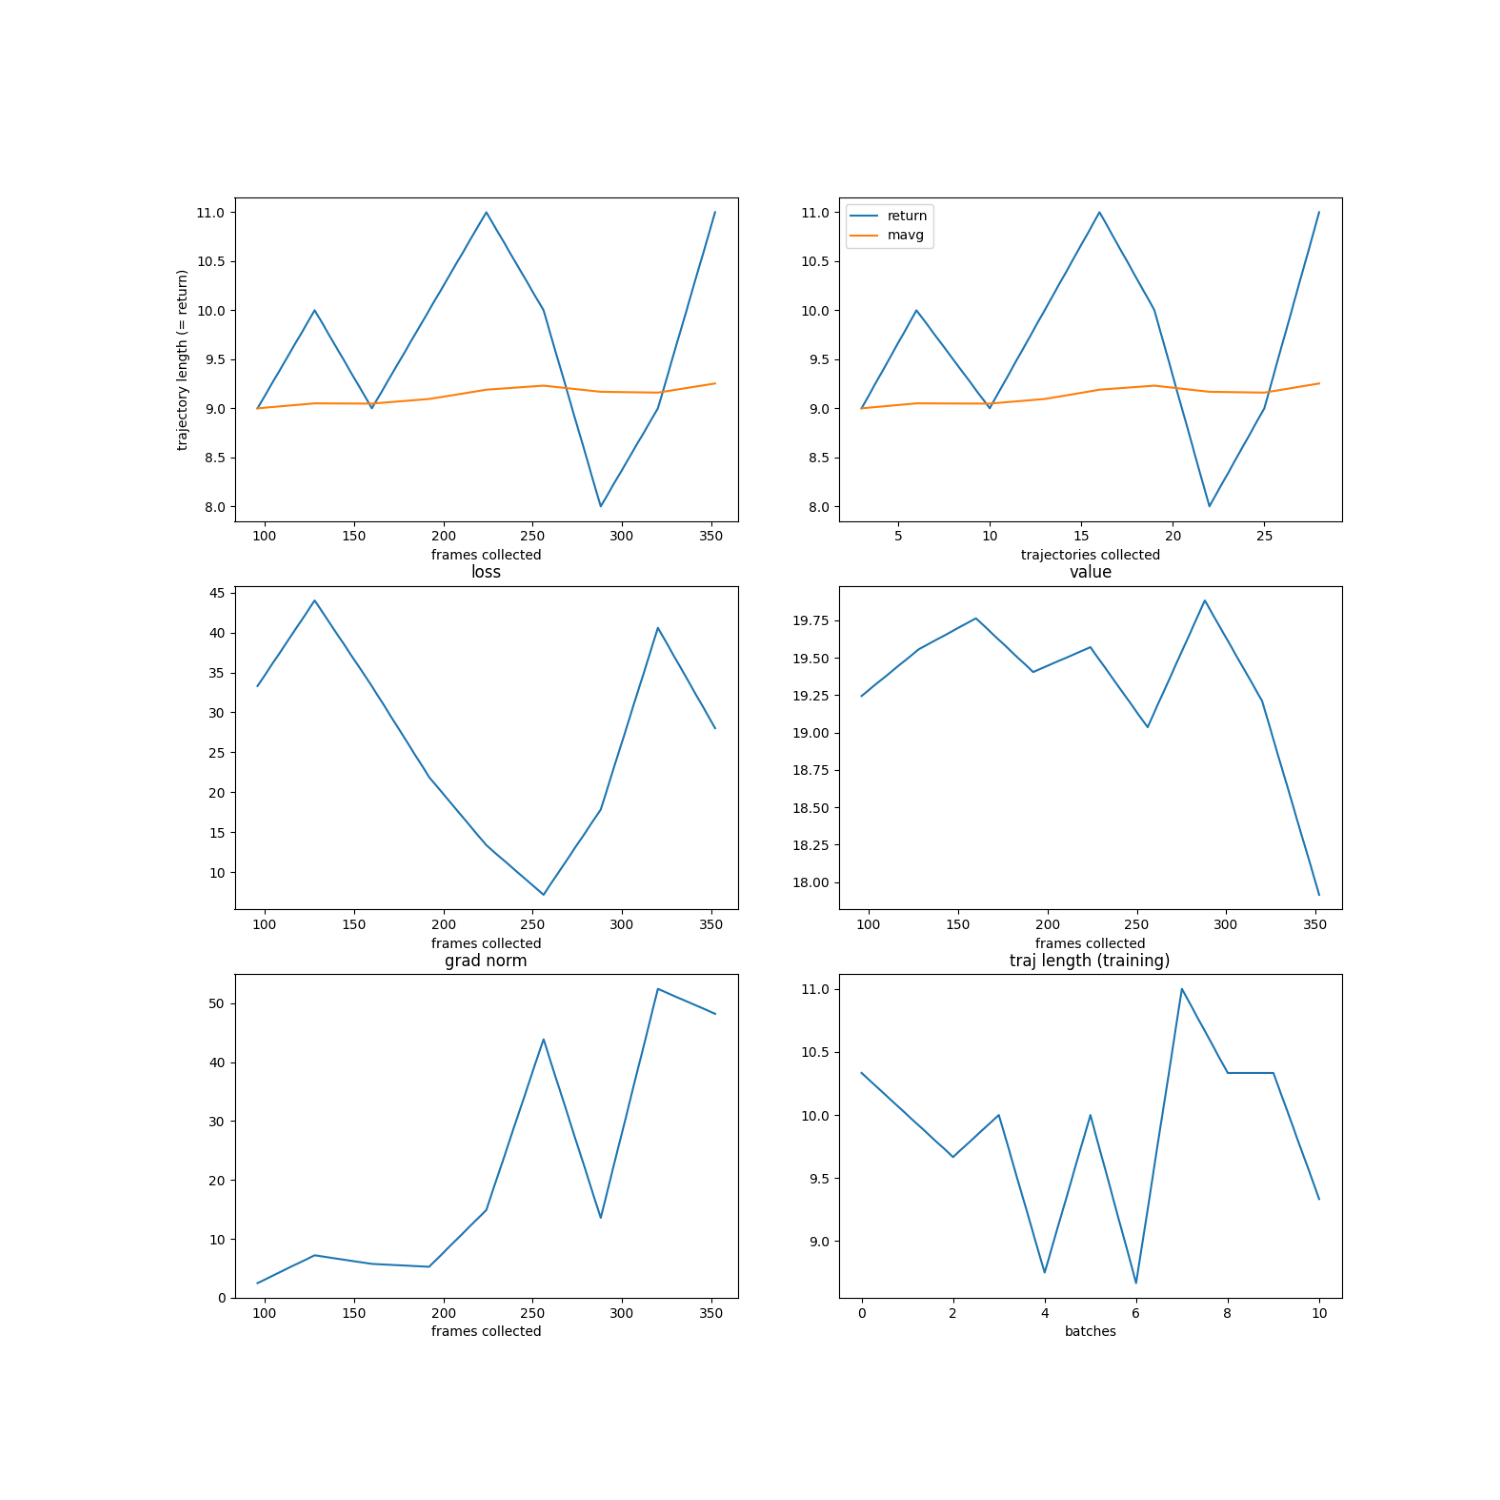 11.0
10.5
10.0
9.5
9.0
8.5
8.0
trajectory length (= return)
100 150 200 250 300 350
frames collected
return
mavg
11.0
10.5
10.0
9.5
9.0
8.5
8.0
5 10 15 20 25
trajectories collected
loss
45
40
35
30
25
20
15
10
100 150 200 250 300 350
frames collected
value
19.75
19.50
19.25
19.00
18.75
18.50
18.25
18.00
100 150 200 250 300 350
frames collected
grad norm
50
40
30
20
10
0
100 150 200 250 300 350
frames collected
traj length (training)
11.0
10.5
10.0
9.5
9.0
0 2 4 6 8 10
batches